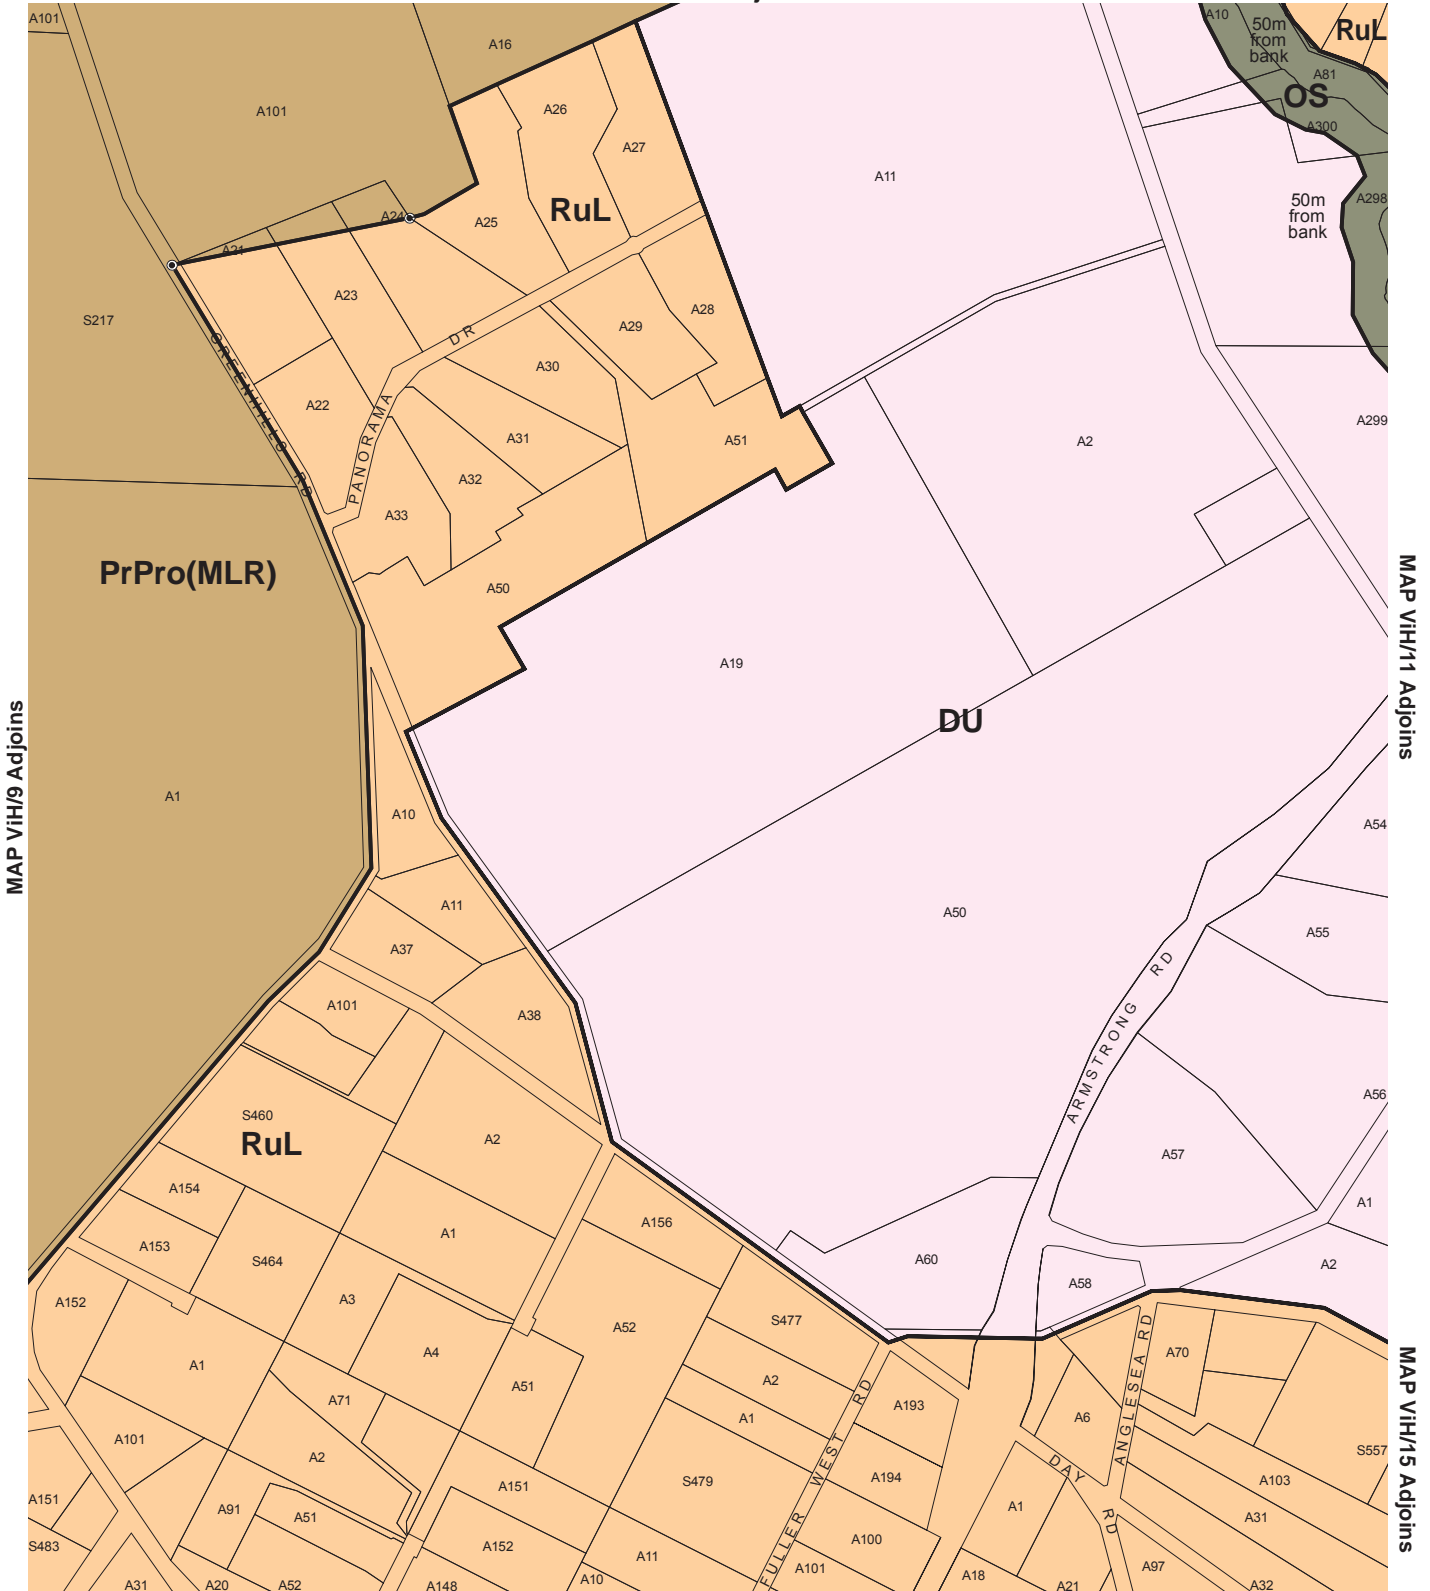 A101
A16
A10
50m
from
bank
RuL
A101
A26
A81
OS
A27
A300
A11
A24
A25
RuL
A298
50m
from
bank
A21
A23
S217
GREENHILLS RD
PANORAMA DR
A28
A29
A30
A22
A31
A51
A2
A299
A32
A33
PrPro(MLR)
A50
MAP ViH/11 Adjoins
A19
DU
MAP ViH/9 Adjoins
A1
A10
A54
A11
A50
A55
A37
ARMSTRONG RD
A101
A38
A56
S460
RuL
A2
A57
A154
A1
A156
A1
A153
S464
A60
A2
A152
A3
A58
A52
S477
A4
A70
A1
A2
A51
ANGLESEA RD
A71
A193
A1
A6
MAP ViH/15 Adjoins
A101
A2
FULLER WEST RD
S557
DAY RD
A194
S479
A103
A151
A151
A91
A51
A1
A31
S483
A152
A11
A100
A101
A97
A31
A20
A52
A148
A10
A18
A21
A32